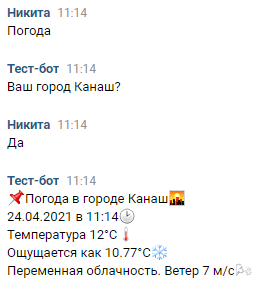 Никита 11:14
Погода
Тест-бот 11:14
Ваш город Канаш?
Никита 11:14
Да
Тест-бот 11:14
📌Погода в городе Канаш🌇
24.04.2021 в 11:14🕑
Температура 12°C🌡
Ощущается как 10.77°C❄
Переменная облачность. Ветер 7 м/с🌬